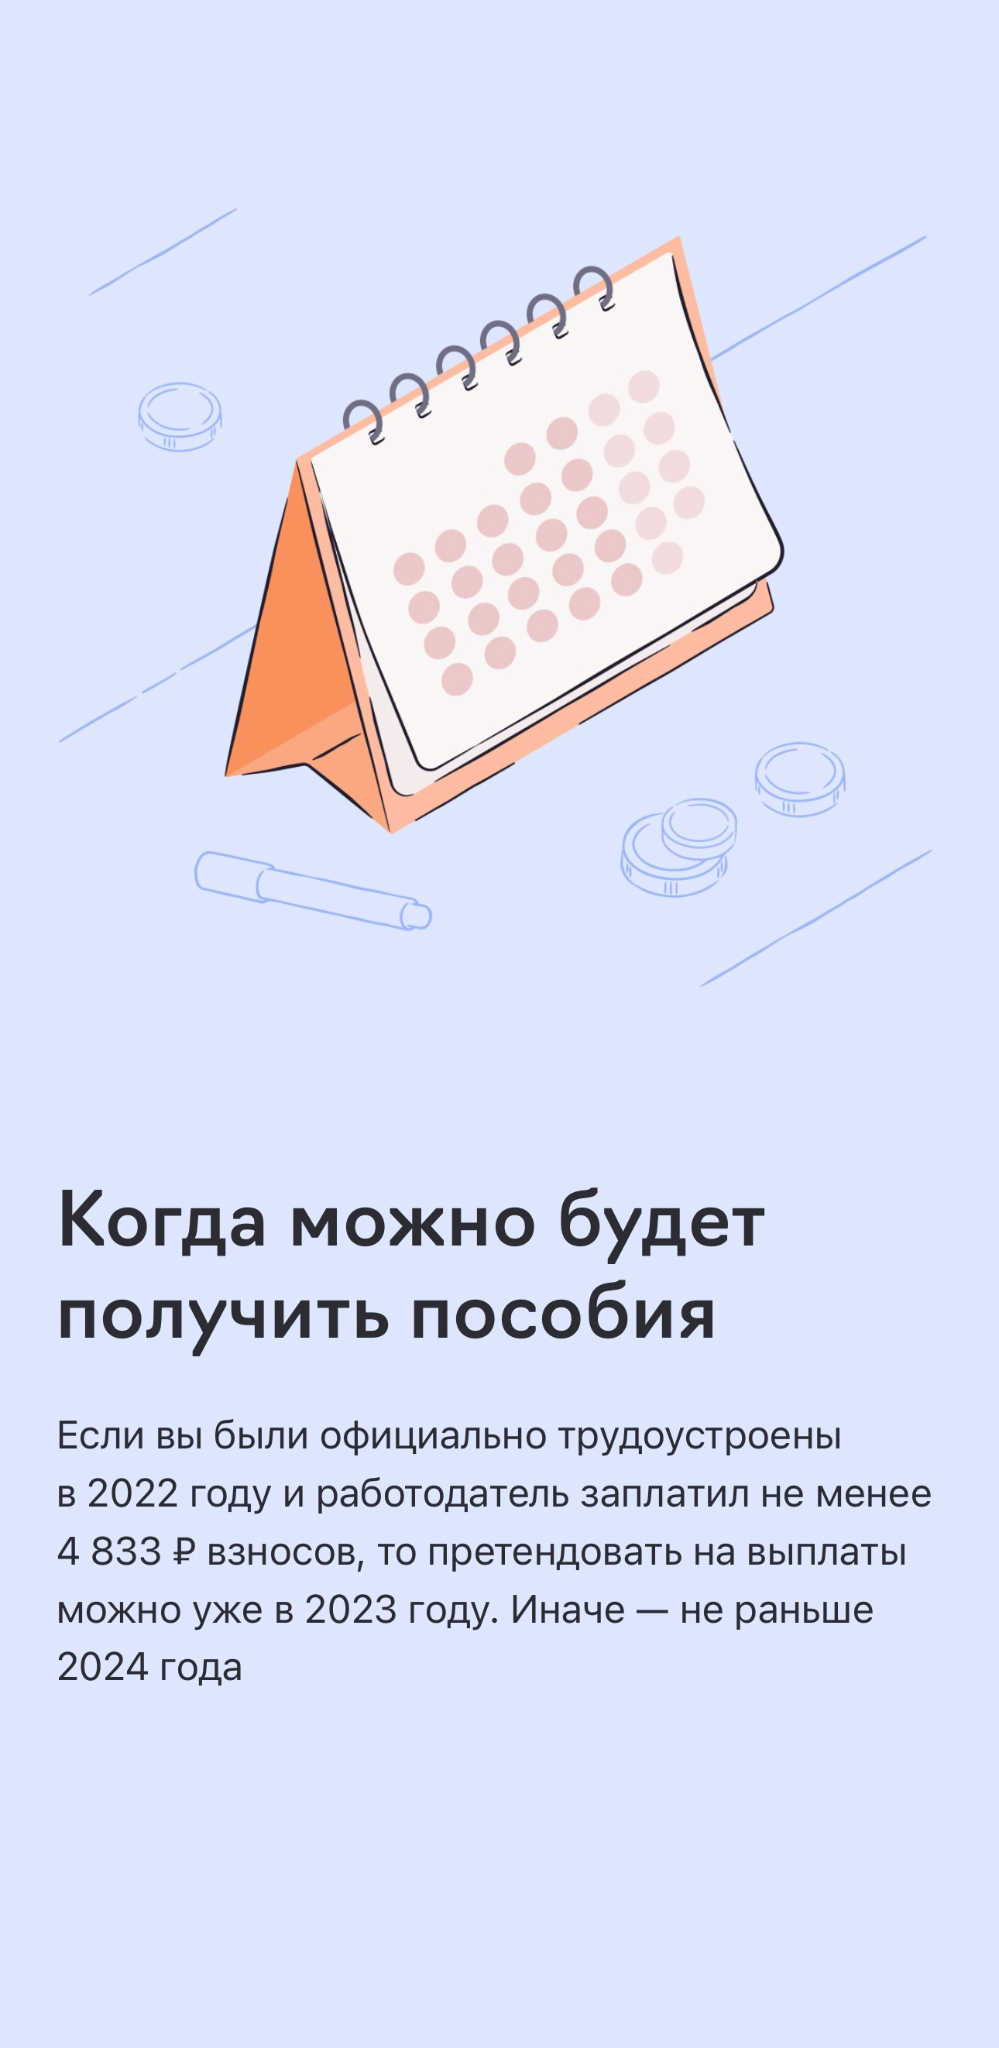 Когда можно будет
получить пособия
Если вы были официально трудоустроены
в 2022 году и работодатель заплатил не менее
4 833 ₽ взносов, то претендовать на выплаты
можно уже в 2023 году. Иначе — не раньше
2024 года